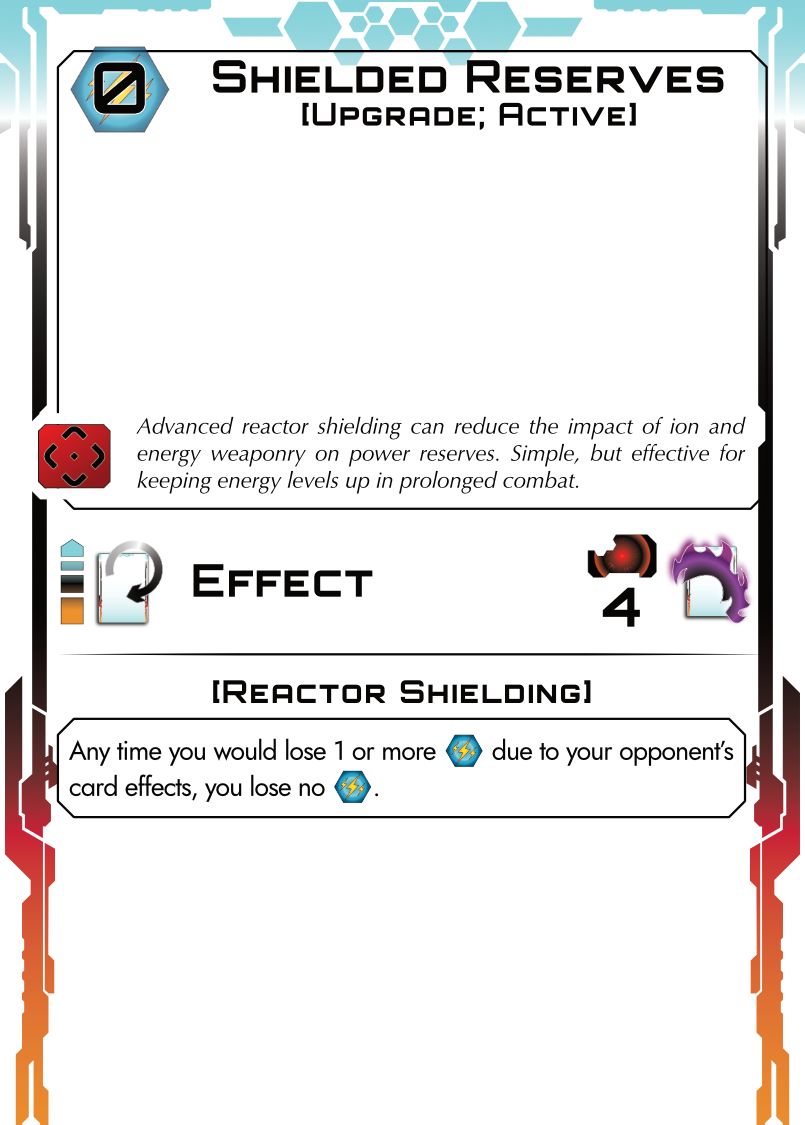 0
Shielded Reserves
[Upgrade; Active]
Advanced reactor shielding can reduce the impact of ion and
energy weaponry on power reserves. Simple, but effective for
keeping energy levels up in prolonged combat.
Effect
4
[Reactor Shielding]
Any time you would lose 1 or more due to your opponent’s
card effects, you lose no .